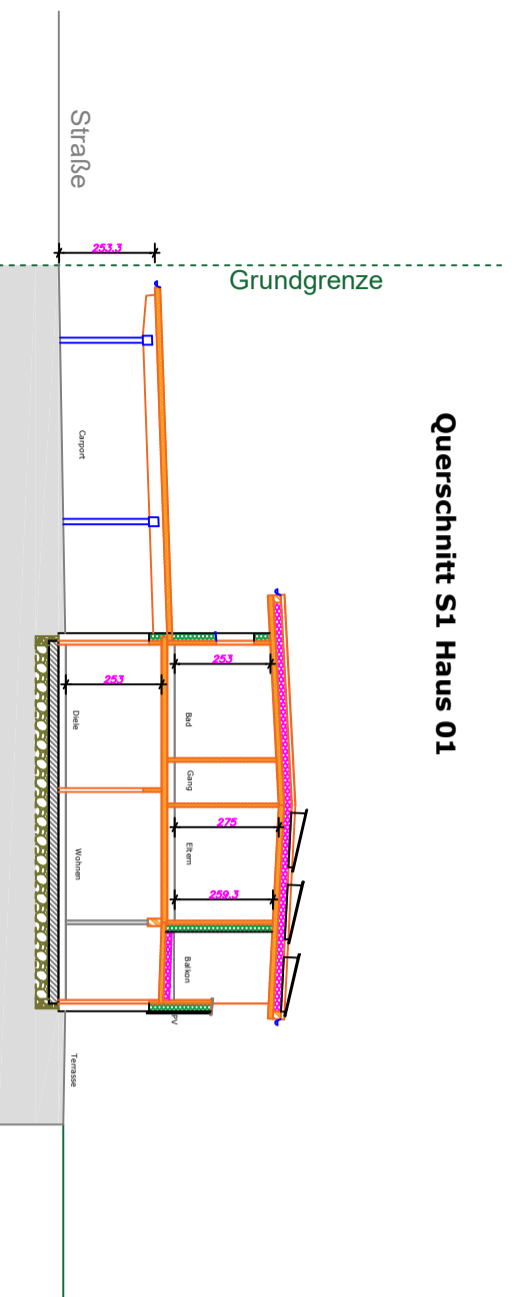 Querschnitt S1 Haus 01
Grundgrenze
Straße
253.3
Carport
253
253
275
259.3
Bad
Gang
Eltern
Balkon
PV
Diele
Wohnen
Terrasse